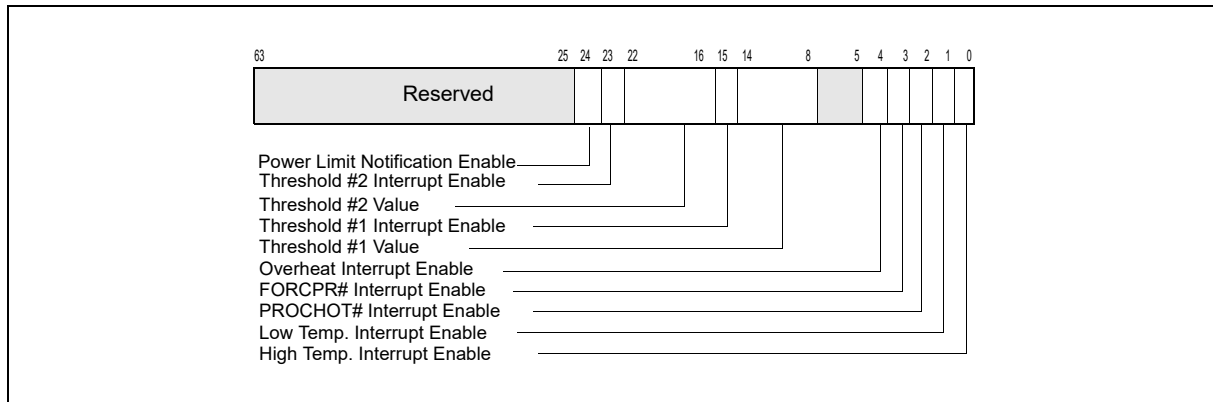 63 25 24 23 22 16 15 14 8 5 4 3 2 1 0
Reserved
Power Limit Notification Enable
Threshold #2 Interrupt Enable
Threshold #2 Value
Threshold #1 Interrupt Enable
Threshold #1 Value
Overheat Interrupt Enable
FORCPR# Interrupt Enable
PROCHOT# Interrupt Enable
Low Temp. Interrupt Enable
High Temp. Interrupt Enable